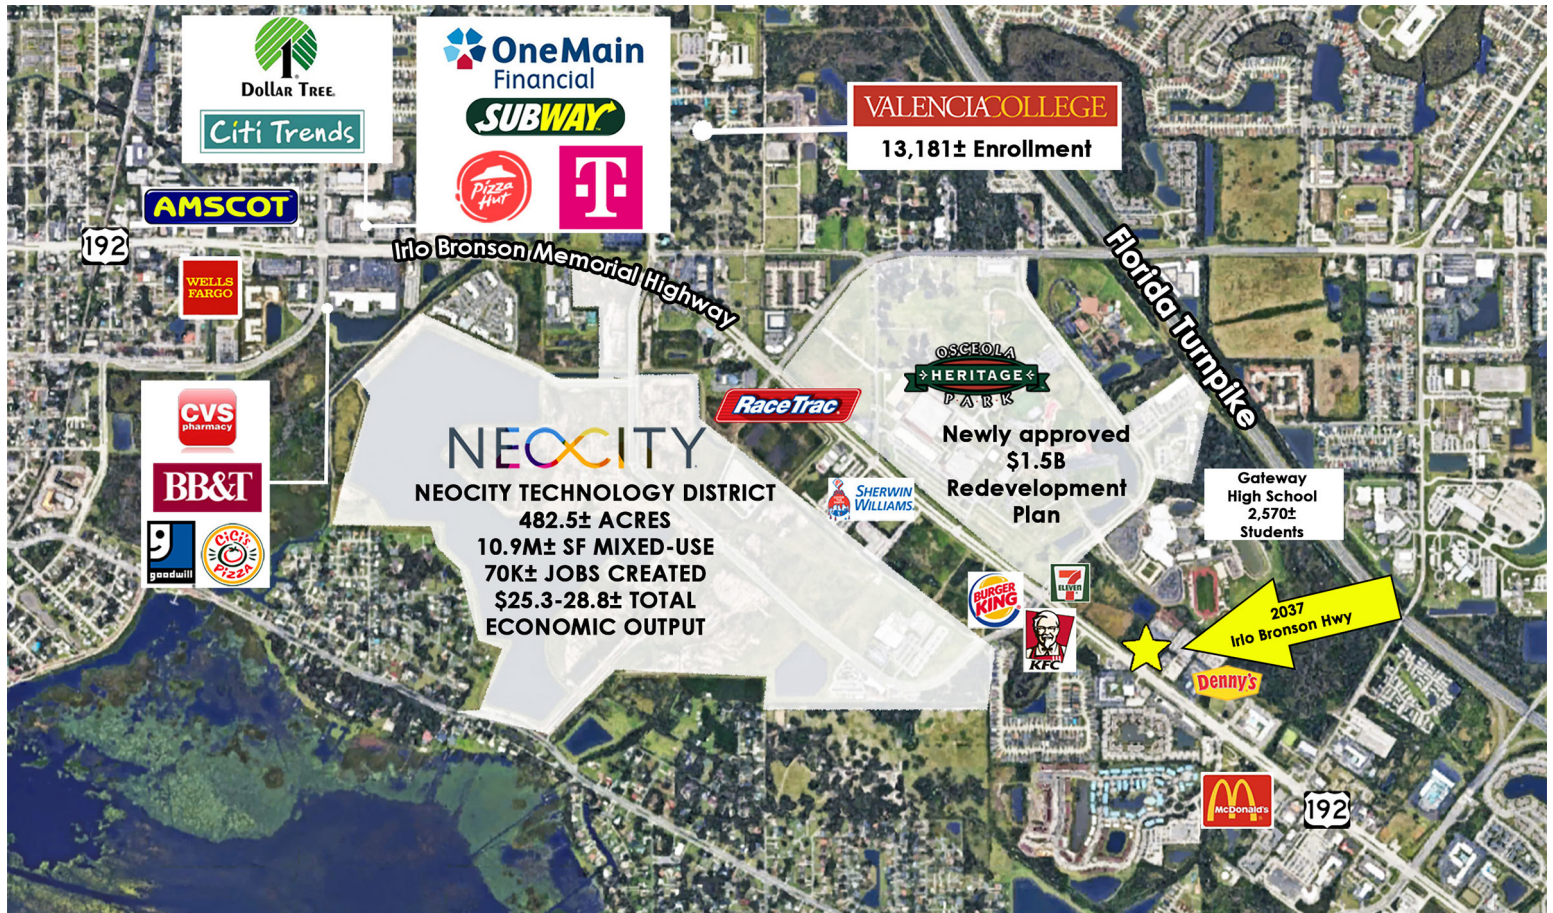 DOLLAR TREE
Citi Trends
OneMain
Financial
SUBWAY
Pizza
Hut
T
VALENCIACOLLEGE
13,181± Enrollment
AMSCOT
192
Irlo Bronson Memorial Highway
WELLS
FARGO
Florida Turnpike
OSCEOLA
HERITAGE
PARK
Newly approved
$1.5B
Redevelopment
Plan
RaceTrac
CVS
pharmacy
BB&T
g
goodwill
CiCi's
PIZZA
NEOCITY
NEOCITY TECHNOLOGY DISTRICT
482.5± ACRES
10.9M± SF MIXED-USE
70K± JOBS CREATED
$25.3-28.8± TOTAL
ECONOMIC OUTPUT
SHERWIN
WILLIAMS
Gateway
High School
2,570±
Students
BURGER
KING
7
ELEVEN
KFC
2037
Irlo Bronson Hwy
Denny's
McDonald's
192